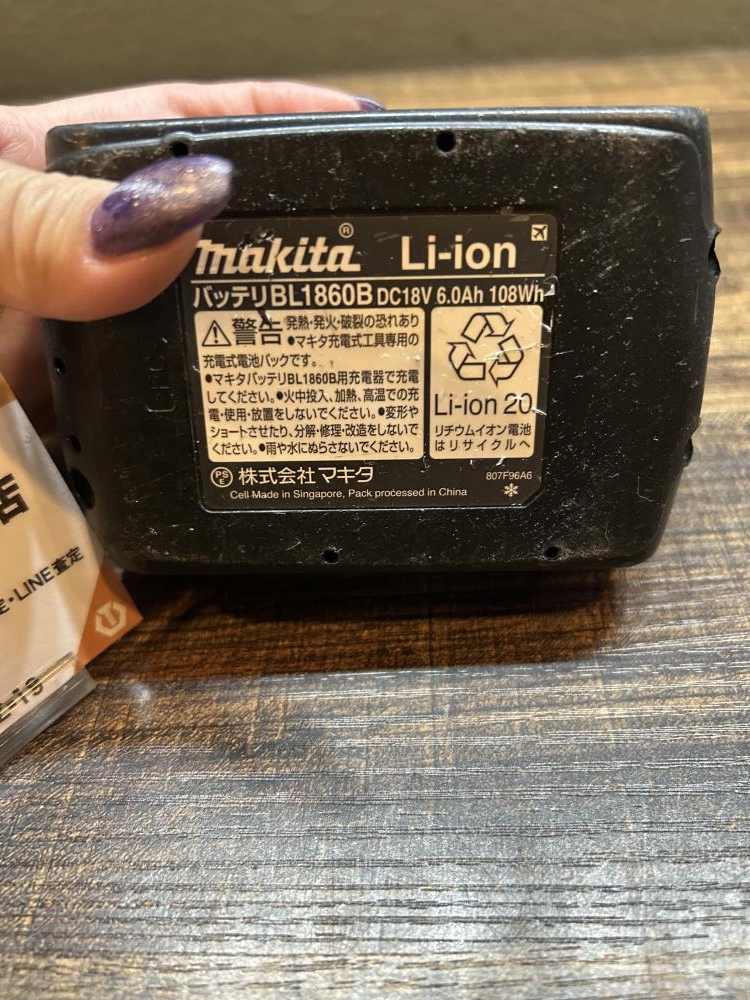 makita® Li-ion
バッテリBL1860B DC18V 6.0Ah 108Wh
警告 発熱・発火・破裂の恐れあり
●マキタ充電式工具専用の
充電式電池パックです。
●マキタバッテリBL1860B用充電器で充電
してください。●火中投入、加熱、高温での充
電・使用・放置をしないでください。●変形や
ショートさせたり、分解・修理・改造をしないで
ください。●雨や水にぬらさないでください。
Li-ion 20
リチウムイオン電池
はリサイクルへ
PS
E
株式会社マキタ
807F96A6
Cell Made in Singapore, Pack processed in China
・LINE査定